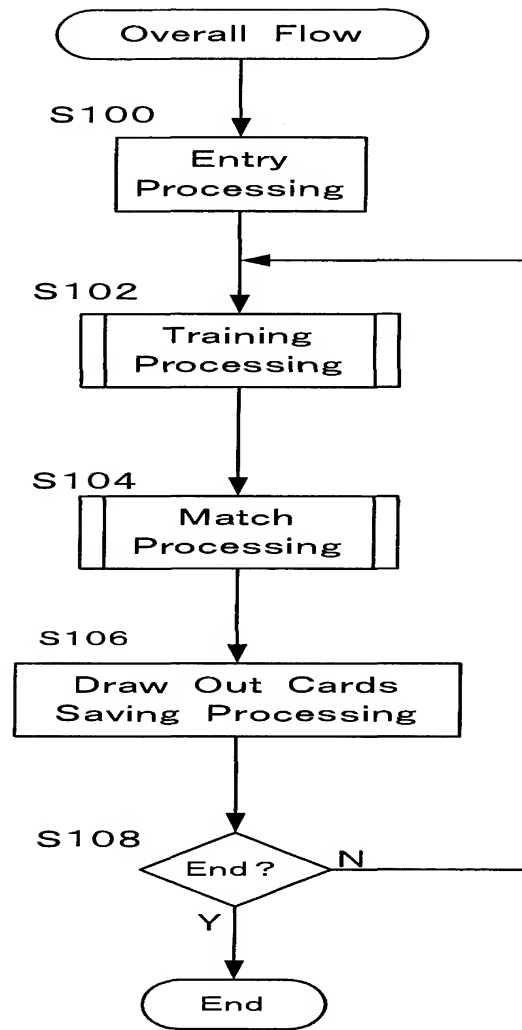 Overall Flow
S100
Entry
Processing
S102
Training
Processing
S104
Match
Processing
S106
Draw Out Cards
Saving Processing
S108
End?
N
Y
End